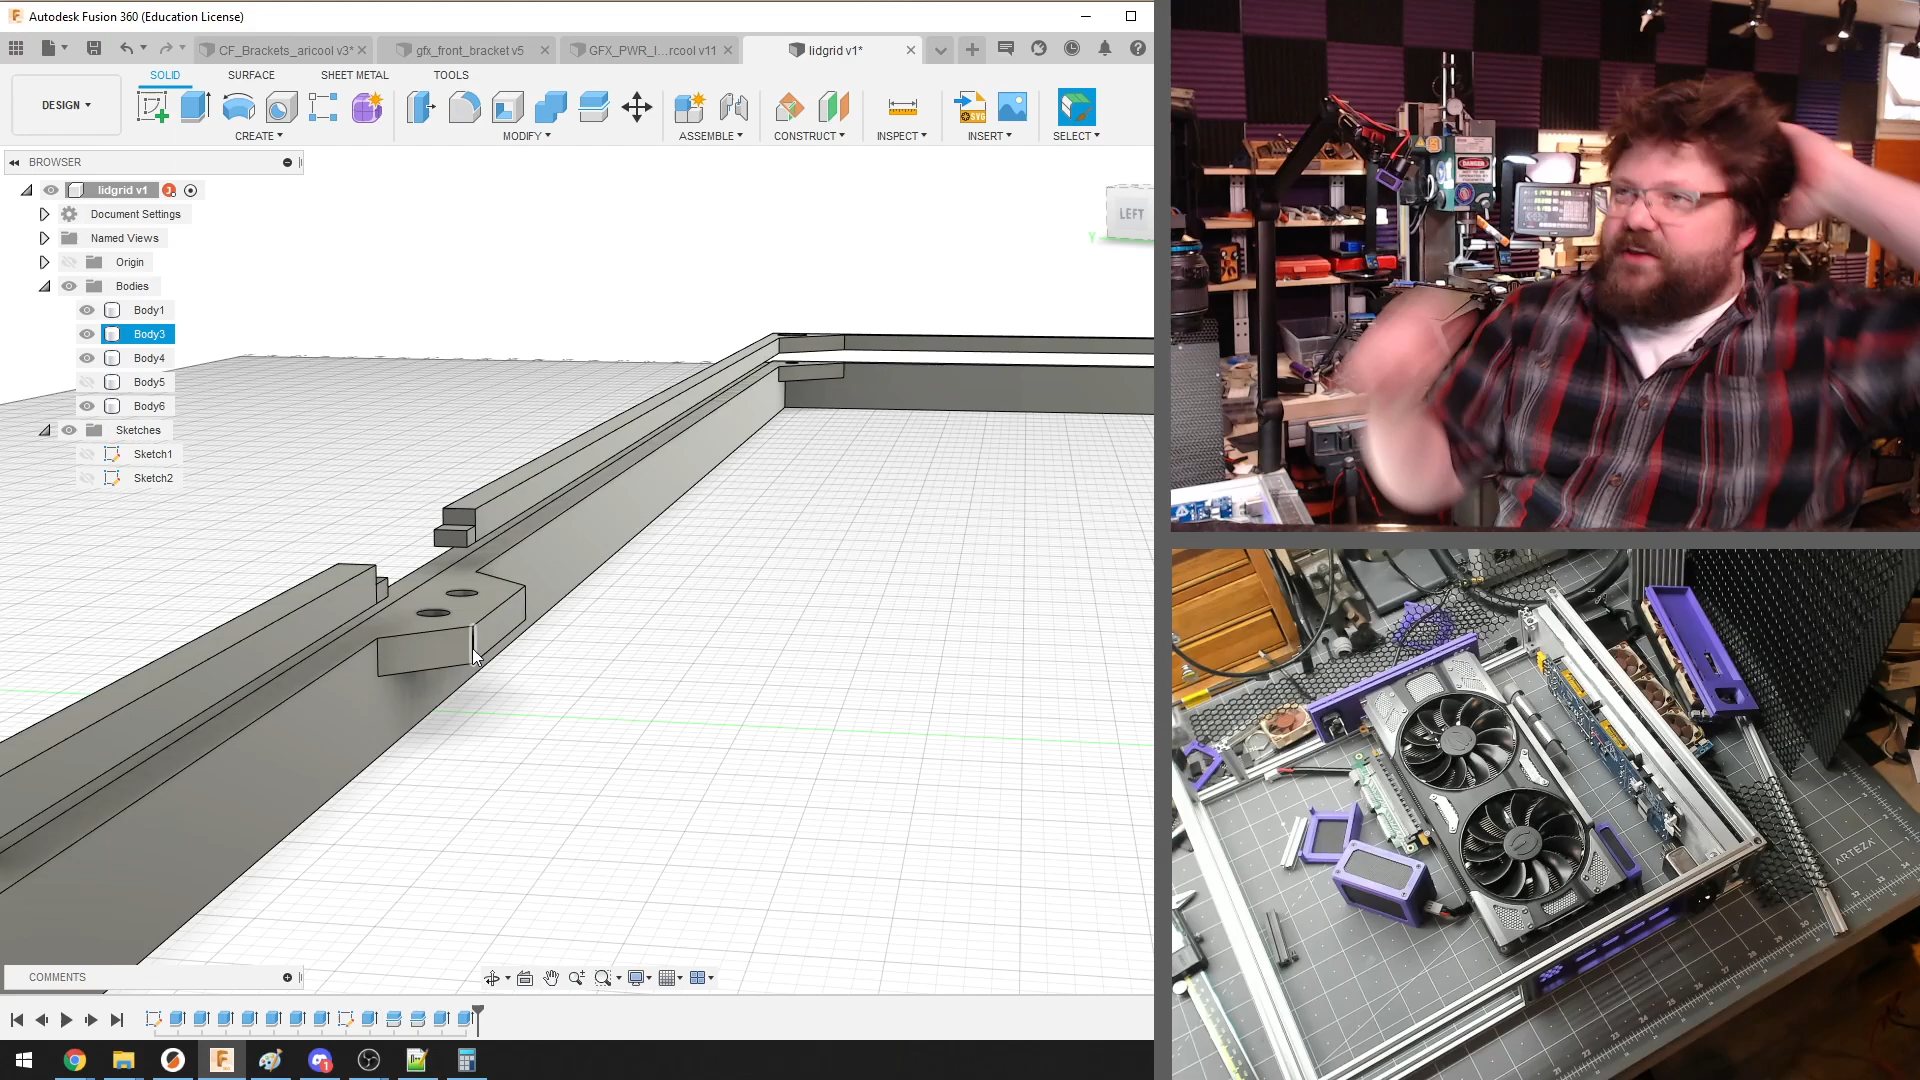 Autodesk Fusion 360 (Education License)
CF_Brackets_aricool v3*
gfx_front_bracket v5
GFX_PWR_I...rcool v11
lidgrid v1*
SOLID
SURFACE
SHEET METAL
TOOLS
DESIGN
CREATE
MODIFY
ASSEMBLE
CONSTRUCT
INSPECT
INSERT
SELECT
SVG
BROWSER
lidgrid v1
Document Settings
Named Views
Origin
Bodies
Body1
Body3
Body4
Body5
Body6
Sketches
Sketch1
Sketch2
LEFT
Y
COMMENTS
DANGER
ARTEZA